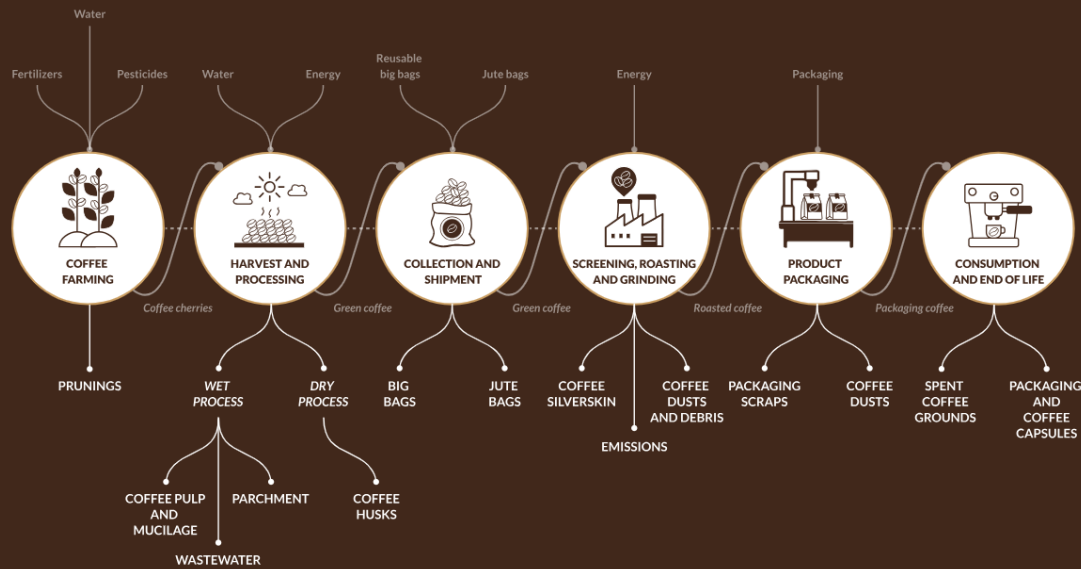 Water
Fertilizers
Pesticides
Water
Energy
Reusable
big bags
Jute bags
Energy
Packaging
COFFEE
FARMING
HARVEST AND
PROCESSING
COLLECTION AND
SHIPMENT
SCREENING, ROASTING
AND GRINDING
PRODUCT
PACKAGING
CONSUMPTION
AND END OF LIFE
Coffee cherries
Green coffee
Green coffee
Roasted coffee
Packaging coffee
PRUNINGS
WET
PROCESS
DRY
PROCESS
BIG
BAGS
JUTE
BAGS
COFFEE
SILVERSKIN
COFFEE
DUSTS
AND DEBRIS
PACKAGING
SCRAPS
COFFEE
DUSTS
SPENT
COFFEE
GROUNDS
PACKAGING
AND
COFFEE
CAPSULES
EMISSIONS
COFFEE PULP
AND
MUCILAGE
PARCHMENT
COFFEE
HUSKS
WASTEWATER